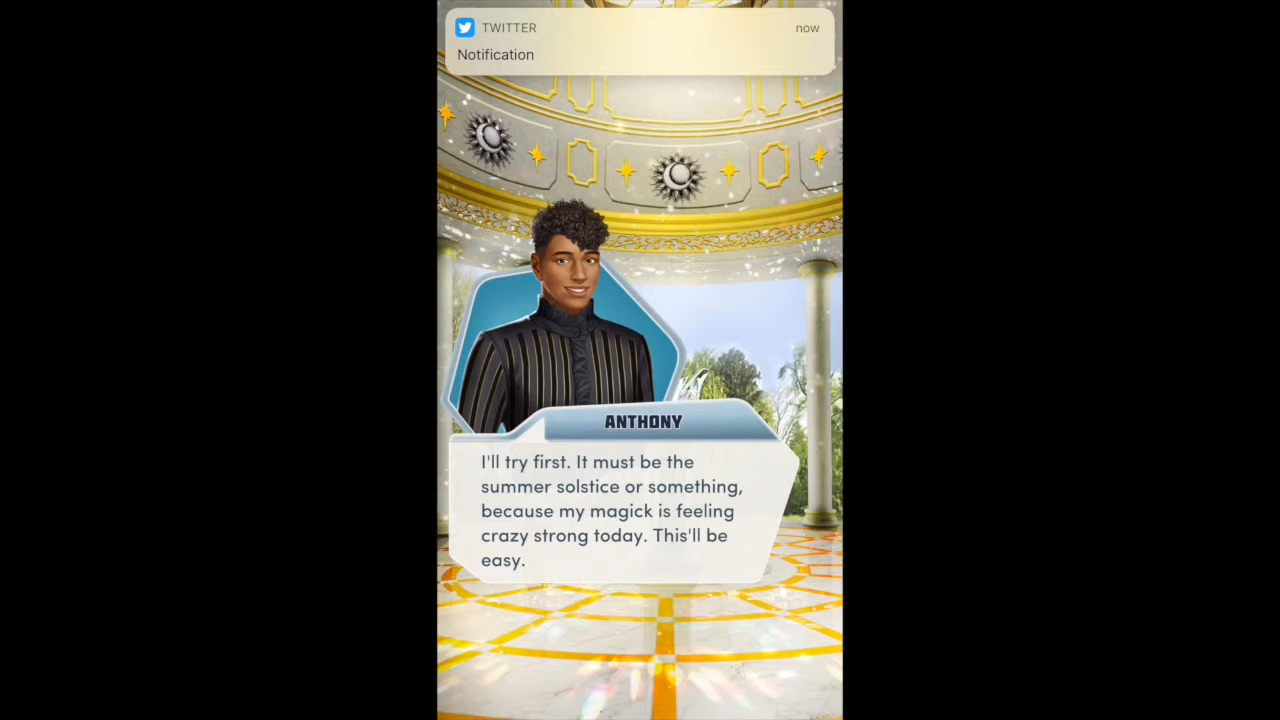 TWITTER
now
Notification
ANTHONY
I'll try first. It must be the
summer solstice or something,
because my magick is feeling
crazy strong today. This'll be
easy.